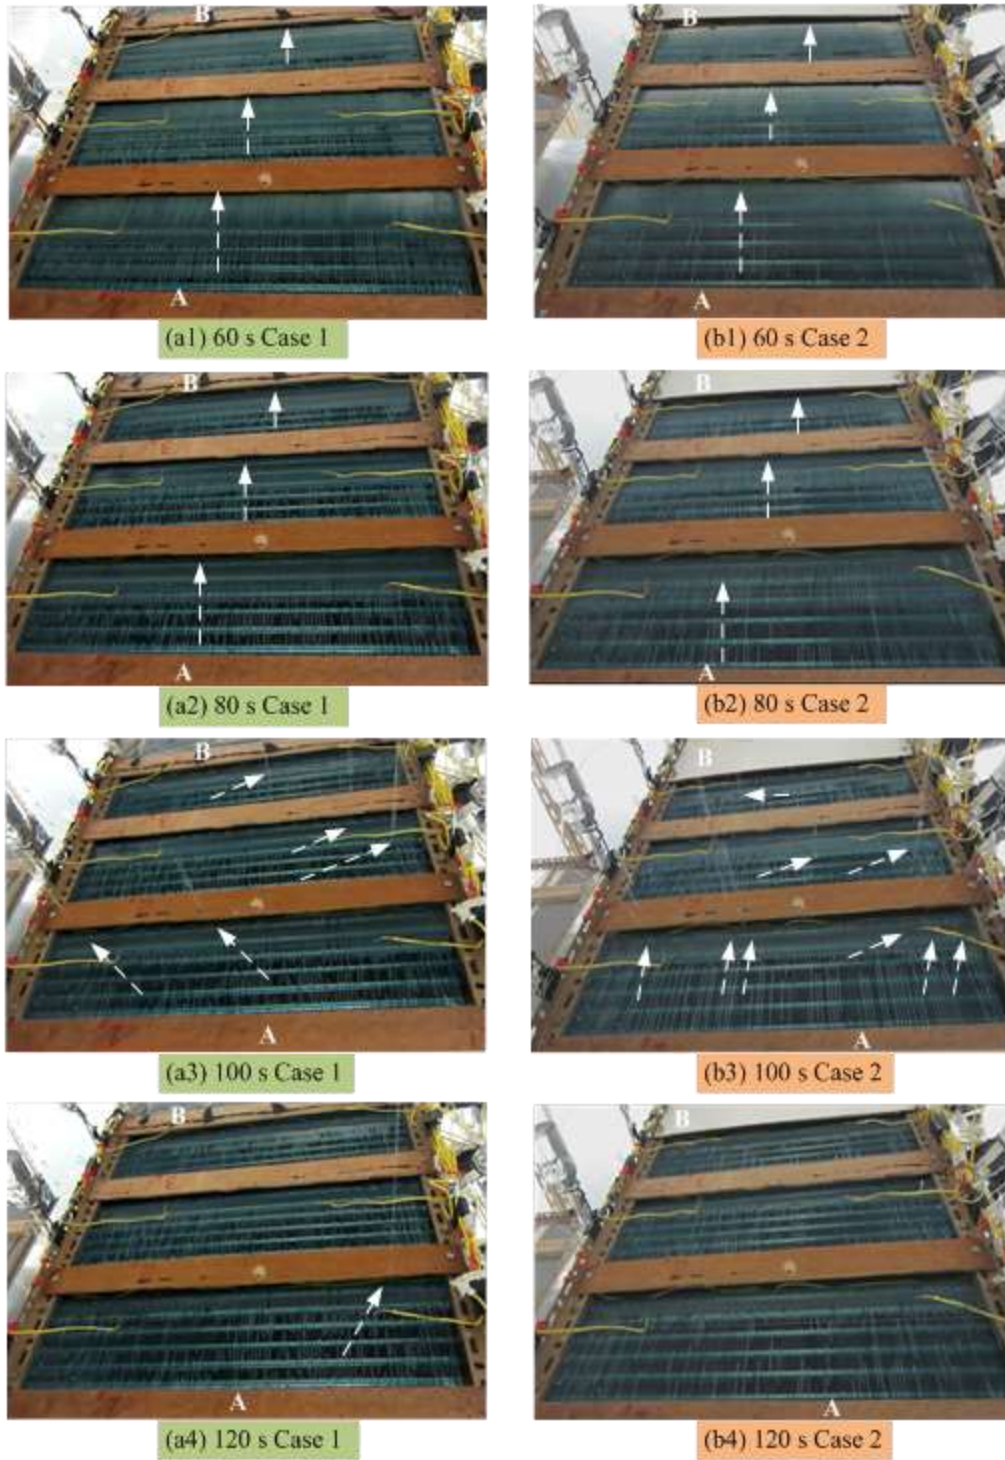 B
B
A
A
(a1) 60 s Case 1
(b1) 60 s Case 2
B
B
A
A
(a2) 80 s Case 1
(b2) 80 s Case 2
B
B
A
A
(a3) 100 s Case 1
(b3) 100 s Case 2
B
B
A
A
(a4) 120 s Case 1
(b4) 120 s Case 2